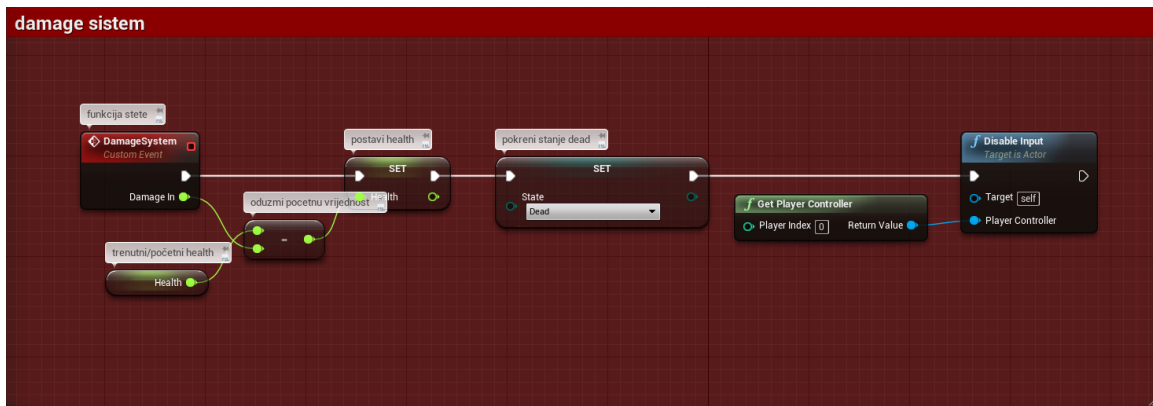 damage sistem
funkcija stete
DamageSystem
Custom Event
Damage In
trenutni/početni health
Health
oduzmi pocetnu vrijednost
-
postavi health
SET
Health
pokreni stanje dead
SET
State
Dead
Get Player Controller
Player Index 0 Return Value
Disable Input
Target is Actor
Target self
Player Controller